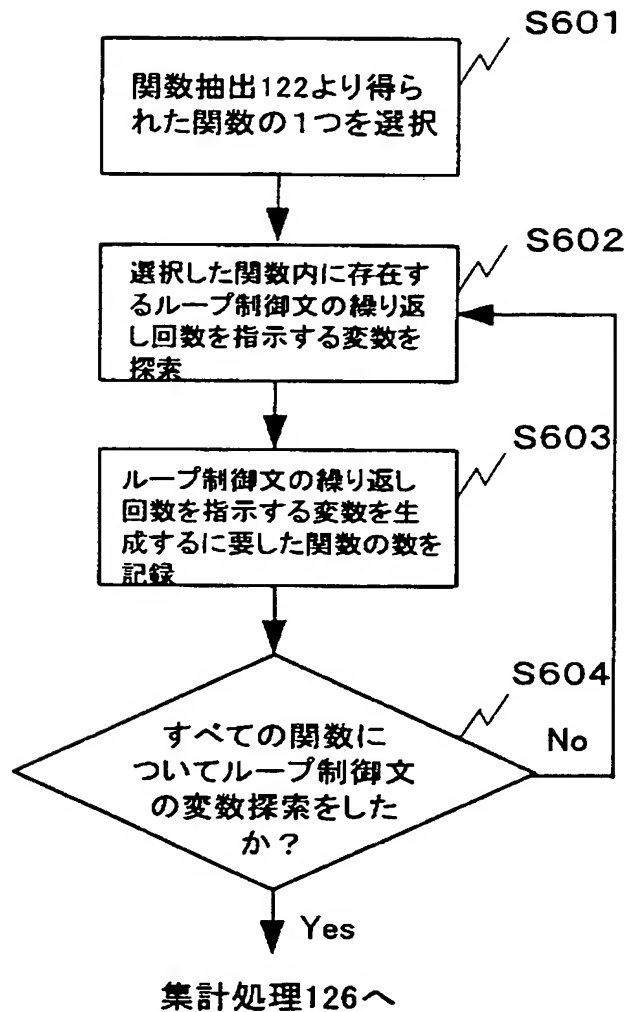 S601
関数抽出122より得ら
れた関数の1つを選択
S602
選択した関数内に存在す
るループ制御文の繰り返
し回数を指示する変数を
探索
S603
ループ制御文の繰り返し
回数を指示する変数を生
成するに要した関数の数を
記録
S604
すべての関数に
ついてループ制御文
の変数探索をした
か？
No
Yes
集計処理126へ